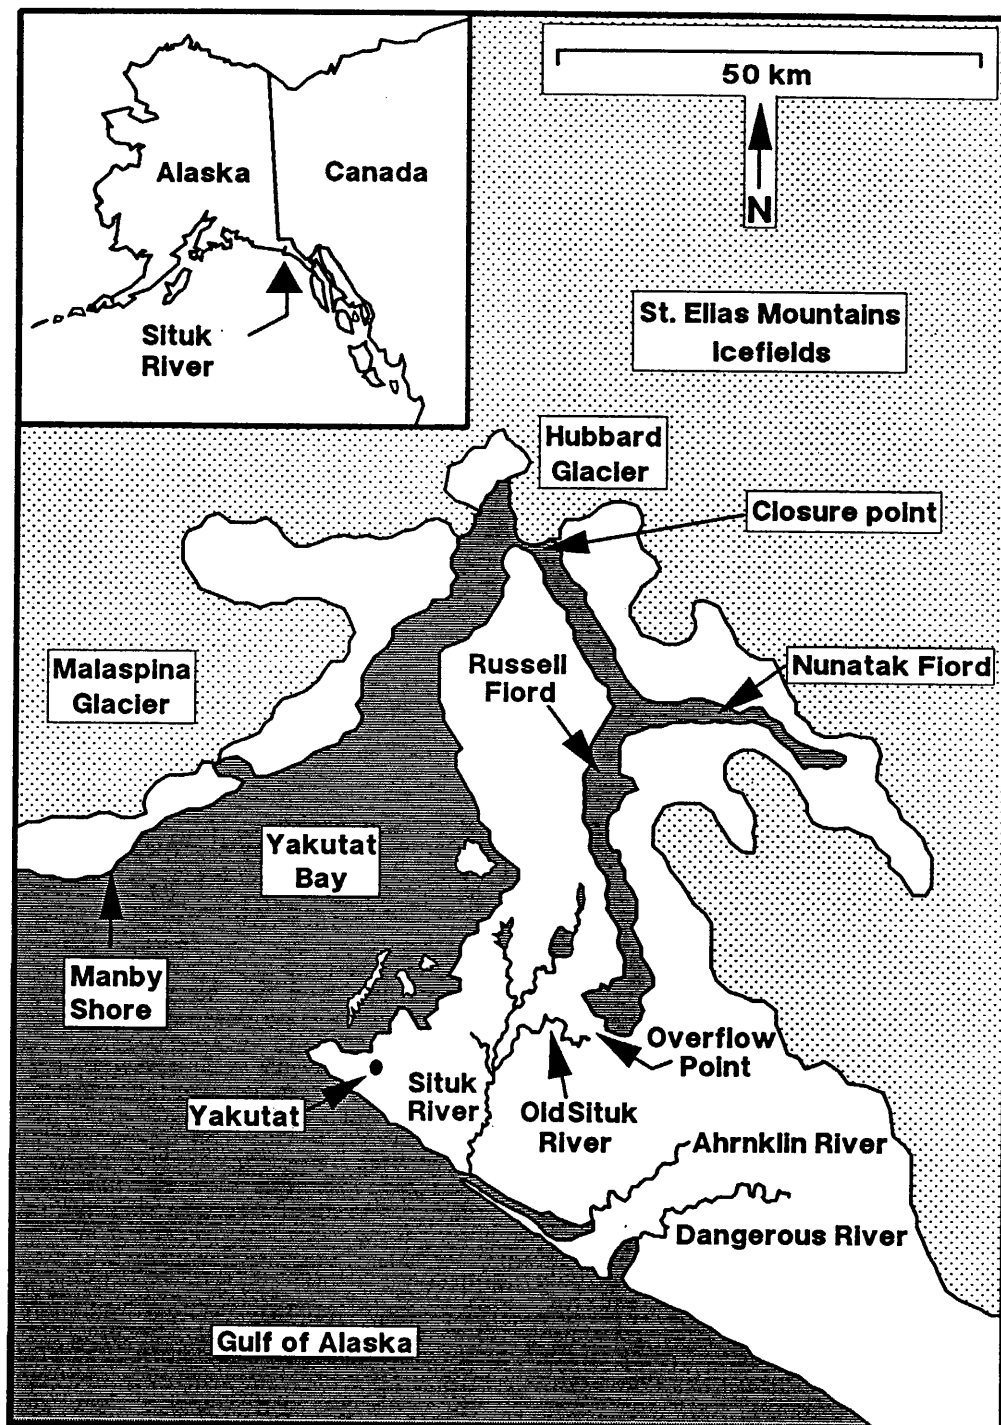 50 km
N
Alaska
Canada
Situk
River
St. Elias Mountains
Icefields
Hubbard
Glacier
Closure point
Malaspina
Glacier
Russell
Fiord
Nunatak Fiord
Yakutat
Bay
Manby
Shore
Overflow
Point
Situk
River
Old Situk
River
Yakutat
Ahrnklin River
Dangerous River
Gulf of Alaska